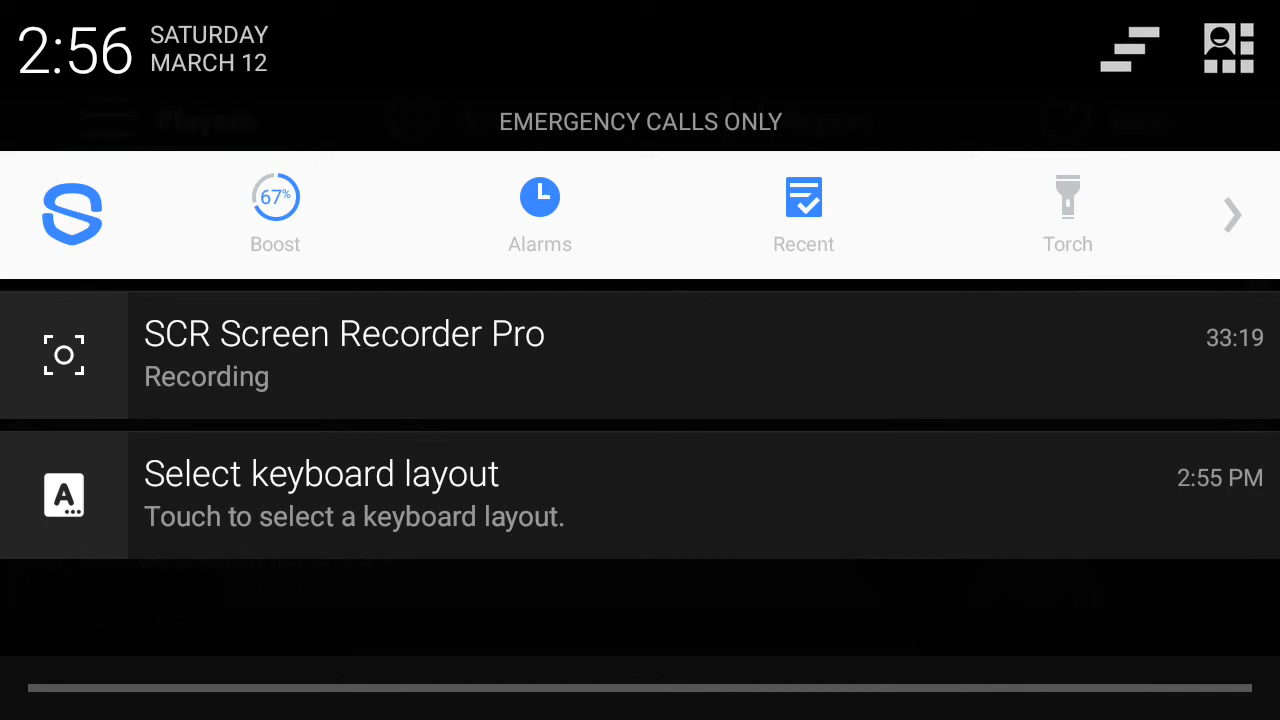 2:56
SATURDAY
MARCH 12
EMERGENCY CALLS ONLY
67%
Boost
Alarms
Recent
Torch
SCR Screen Recorder Pro
33:19
Recording
Select keyboard layout
2:55 PM
Touch to select a keyboard layout.
A
Players